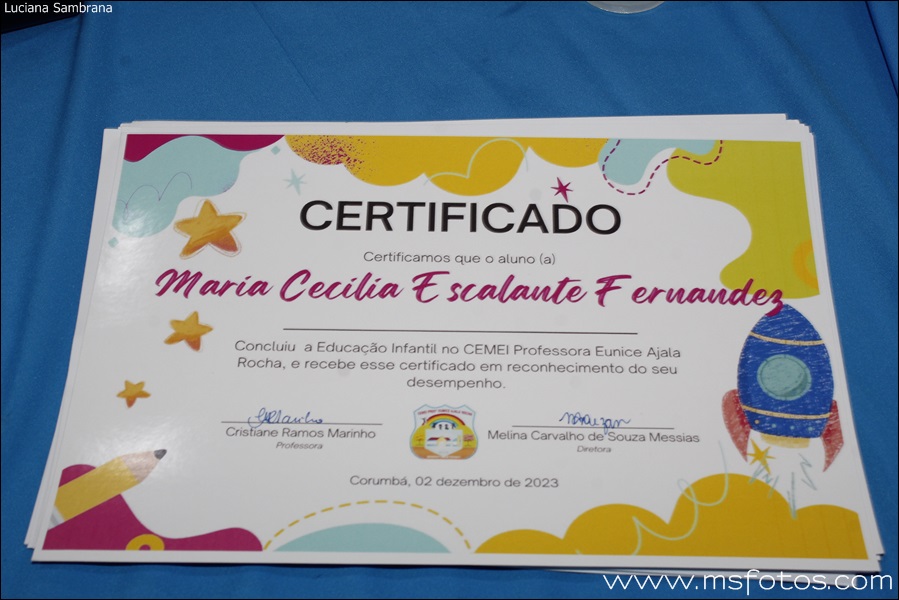 Luciana Sambrana
CERTIFICADO
Certificamos que o aluno (a)
Maria Cecilia Escalante Fernandez
Concluiu a Educação Infantil no CEMEI Professora Eunice Ajala
Rocha, e recebe esse certificado em reconhecimento do seu
desempenho.
Cristiane Ramos Marinho
Professora
Melina Carvalho de Souza Messias
Diretora
Corumbá, 02 dezembro de 2023
www.msfotos.com